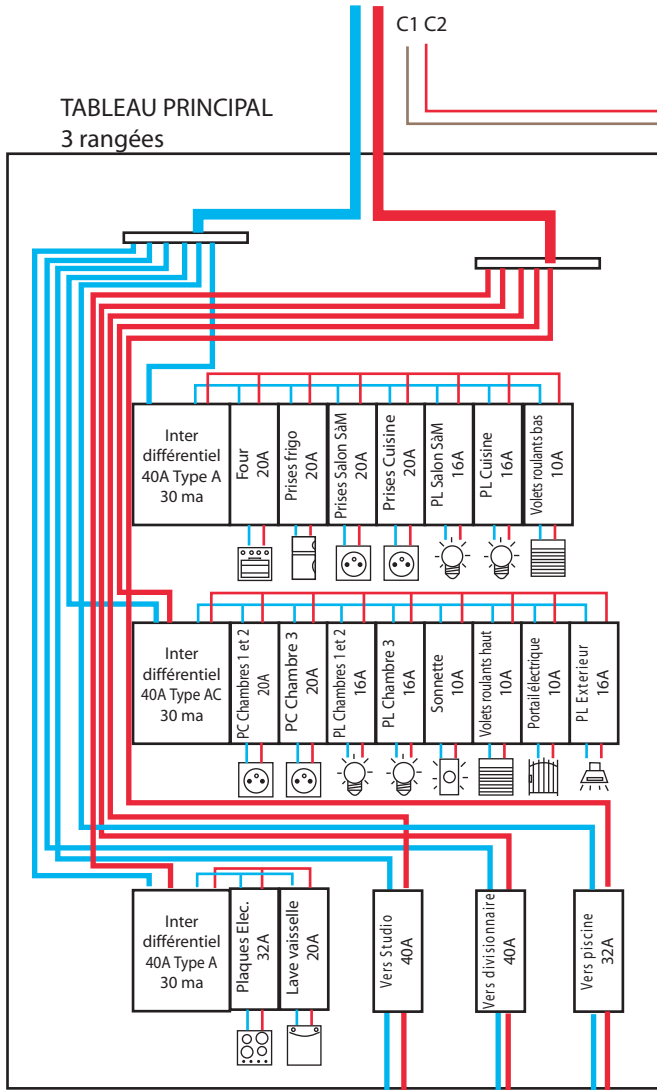 C1 C2
TABLEAU PRINCIPAL
3 rangées
Inter
différentiel
40A Type A
30 ma
Four
20A
Prises frigo
20A
Prises Salon SàM
20A
Prises Cuisine
20A
PL Salon SàM
16A
PL Cuisine
16A
Volets roulants bas
10A
Inter
différentiel
40A Type AC
30 ma
PC Chambres 1 et 2
20A
PC Chambre 3
20A
PL Chambres 1 et 2
16A
PL Chambre 3
16A
Sonnette
10A
Volets roulants haut
10A
Portail électrique
10A
PL Exterieur
16A
Inter
différentiel
40A Type A
30 ma
Plaques Elec.
32A
Lave vaisselle
20A
Vers Studio
40A
Vers divisionnaire
40A
Vers piscine
32A